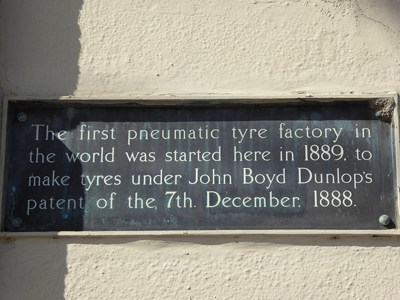 The first pneumatic tyre factory in
the world was started here in 1889, to
make tyres under John Boyd Dunlop's
patent of the 7th. December, 1888.